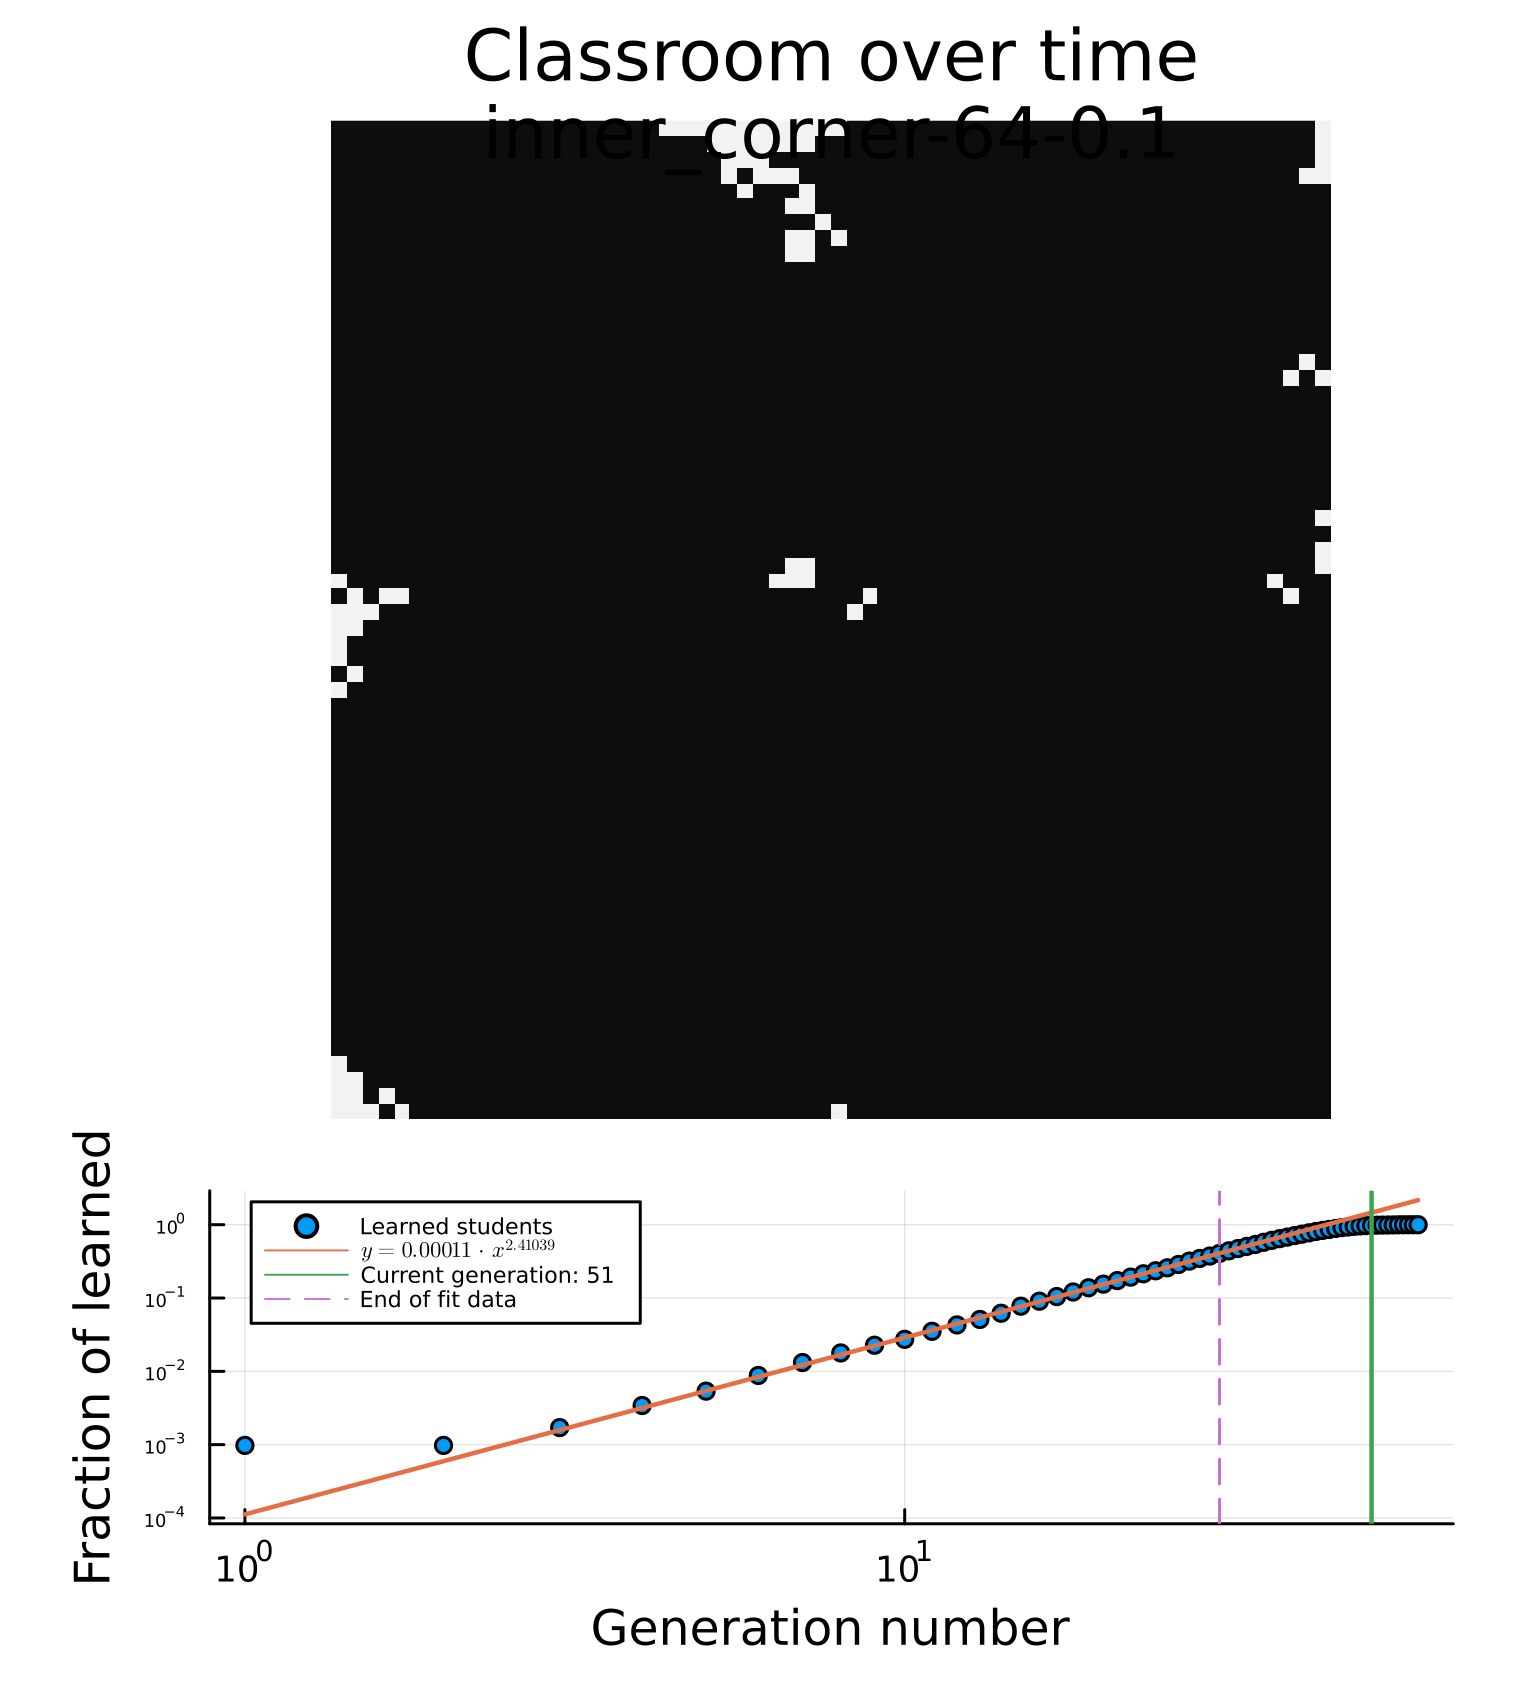 Classroom over time
inner_corner-64-0.1
Fraction of learned
10^0
10^−1
10^−2
10^−3
10^−4
Learned students
y = 0.00011 · x^2.41039
Current generation: 51
End of fit data
10^0
10^1
Generation number